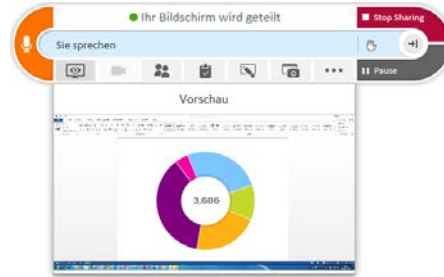 Ihr Bildschirm wird geteilt
Stop Sharing
Sie sprechen
Pause
Vorschau
3,686